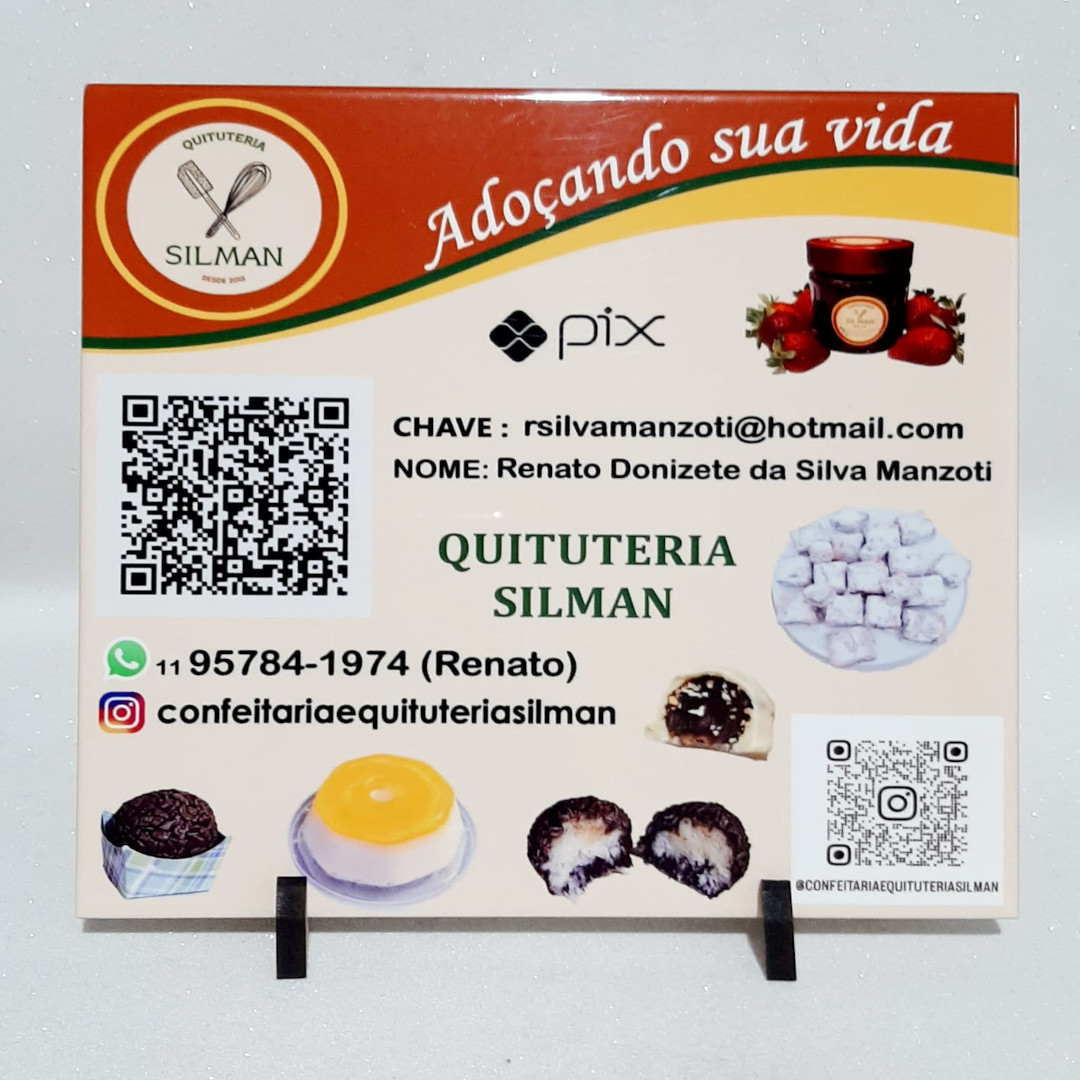 QUITUTERIA
SILMAN
Adoçando sua vida
pix
SILMAN
CHAVE : rsilvamanzoti@hotmail.com
NOME: Renato Donizete da Silva Manzoti
QUITUTERIA
SILMAN
11 95784-1974 (Renato)
confeitariaequituteriasilman
@CONFEITARIAEQUITUTERIASILMAN